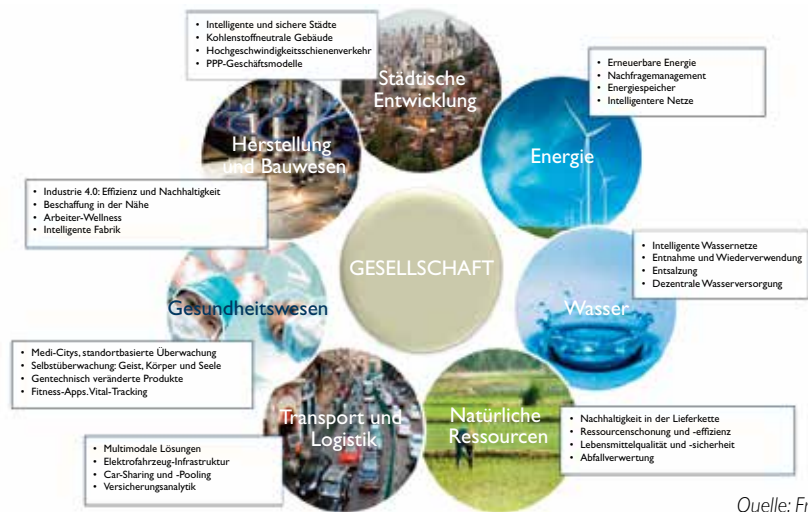 • Intelligente und sichere Städte
• Kohlenstoffneutrale Gebäude
• Hochgeschwindigkeitsschienenverkehr
• PPP-Geschäftsmodelle
Städtische
Entwicklung
• Erneuerbare Energie
• Nachfragemanagement
• Energiespeicher
• Intelligentere Netze
Energie
Herstellung
und Bauwesen
• Industrie 4.0: Effizienz und Nachhaltigkeit
• Beschaffung in der Nähe
• Arbeiter-Wellness
• Intelligente Fabrik
GESELLSCHAFT
• Intelligente Wassernetze
• Entnahme und Wiederverwendung
• Entsalzung
• Dezentrale Wasserversorgung
Wasser
Gesundheitswesen
• Medi-Citys, standortbasierte Überwachung
• Selbstüberwachung: Geist, Körper und Seele
• Gentechnisch veränderte Produkte
• Fitness-Apps. Vital-Tracking
Transport und
Logistik
• Multimodale Lösungen
• Elektrofahrzeug-Infrastruktur
• Car-Sharing und -Pooling
• Versicherungsanalytik
Natürliche
Ressourcen
• Nachhaltigkeit in der Lieferkette
• Ressourcenschonung und -effizienz
• Lebensmittelqualität und -sicherheit
• Abfallverwertung
Quelle: